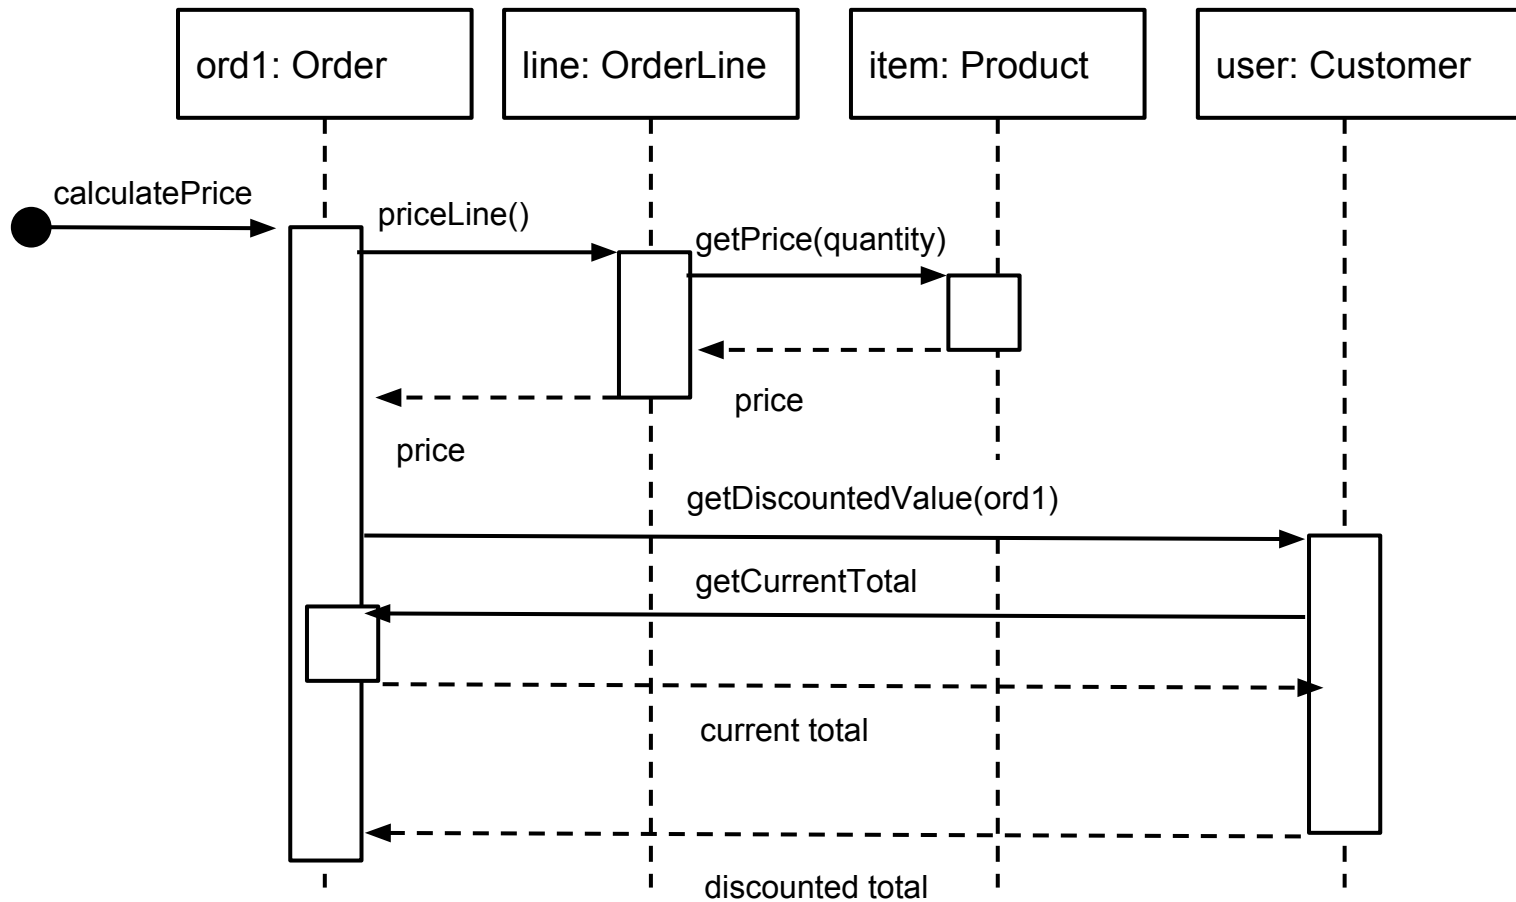 ord1: Order
line: OrderLine
item: Product
user: Customer
calculatePrice
priceLine()
getPrice(quantity)
price
price
getDiscountedValue(ord1)
getCurrentTotal
current total
discounted total